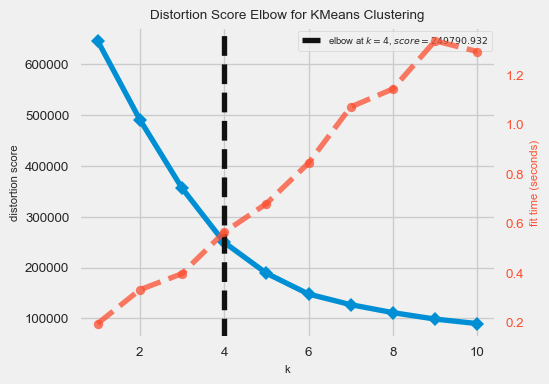 Distortion Score Elbow for KMeans Clustering
elbow at k = 4, score = 249790.932
600000
500000
400000
300000
200000
100000
distortion score
1.2
1.0
0.8
0.6
0.4
0.2
fit time (seconds)
2 4 6 8 10
k